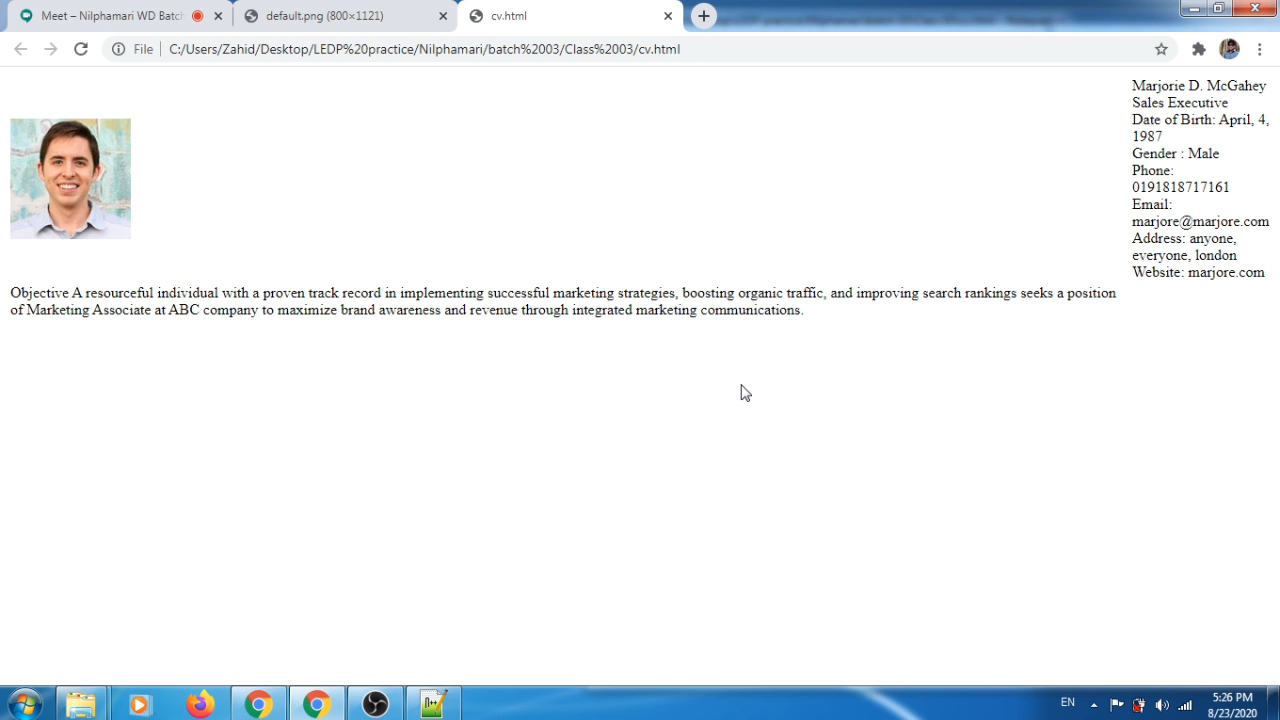 Meet – Nilphamari WD Batch
default.png (800×1121)
cv.html
File
C:/Users/Zahid/Desktop/LEDP%20practice/Nilphamari/batch%2003/Class%2003/cv.html
Marjorie D. McGahey
Sales Executive
Date of Birth: April, 4,
1987
Gender : Male
Phone:
0191818717161
Email:
marjore@marjore.com
Address: anyone,
everyone, london
Website: marjore.com
Objective A resourceful individual with a proven track record in implementing successful marketing strategies, boosting organic traffic, and improving search rankings seeks a position
of Marketing Associate at ABC company to maximize brand awareness and revenue through integrated marketing communications.
EN
5:26 PM
8/23/2020